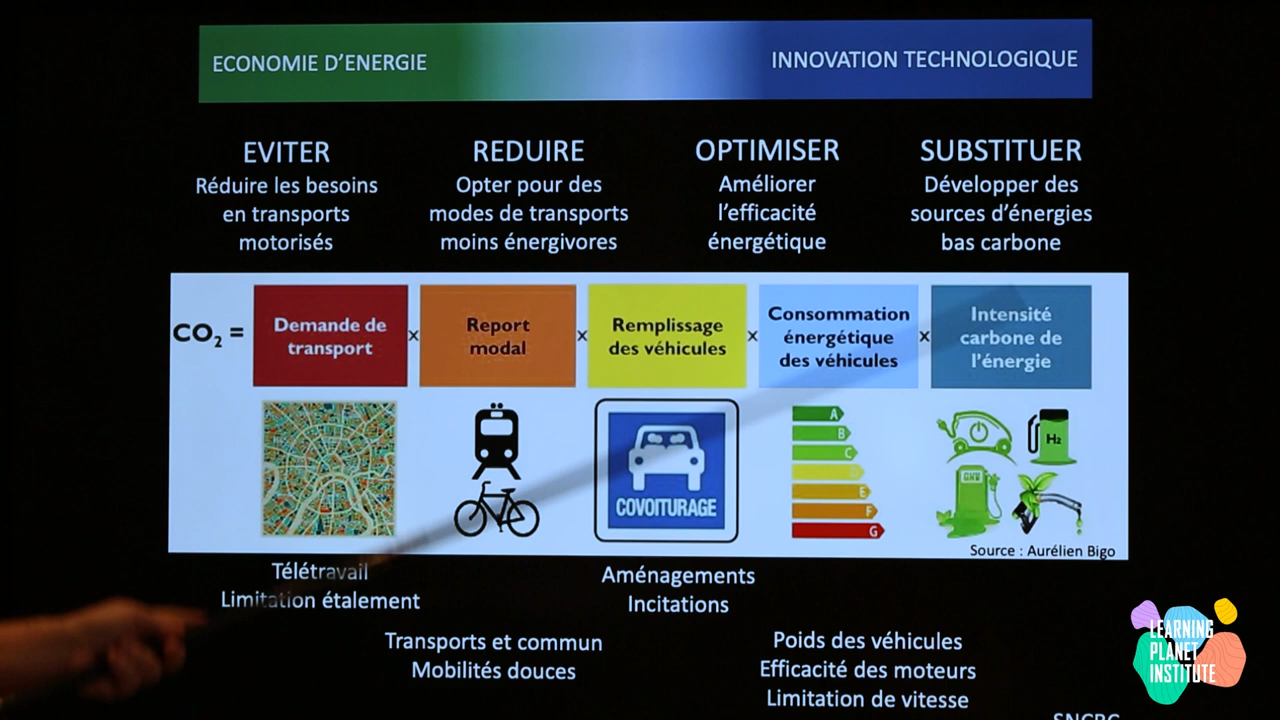 ECONOMIE D'ENERGIE
INNOVATION TECHNOLOGIQUE
EVITER
Réduire les besoins
en transports
motorisés
REDUIRE
Opter pour des
modes de transports
moins énergivores
OPTIMISER
Améliorer
l'efficacité
énergétique
SUBSTITUER
Développer des
sources d'énergies
bas carbone
CO₂ =
Demande de
transport
x
Report
modal
x
Remplissage
des véhicules
x
Consommation
énergétique
des véhicules
x
Intensité
carbone de
l'énergie
COVOITURAGE
A
B
C
D
E
F
G
H₂
GNV
Source : Aurélien Bigo
Télétravail
Limitation étalement
Transports et commun
Mobilités douces
Aménagements
Incitations
Poids des véhicules
Efficacité des moteurs
Limitation de vitesse
LEARNING
PLANET
INSTITUTE